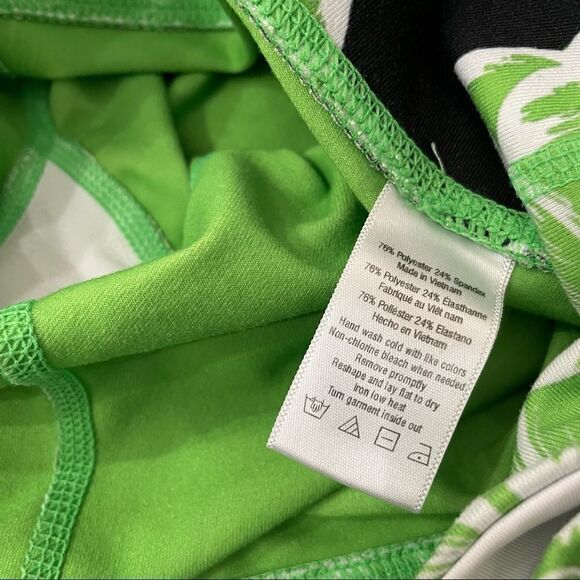 76% Polyester 24% Spandex
Made in Vietnam
76% Polyester 24% Élasthanne
Fabriqué au Viêt nam
76% Poliéster 24% Elastano
Hecho en Vietnam
Hand wash cold with like colors
Non-chlorine bleach when needed
Remove promptly
Reshape and lay flat to dry
Iron low heat
Turn garment inside out